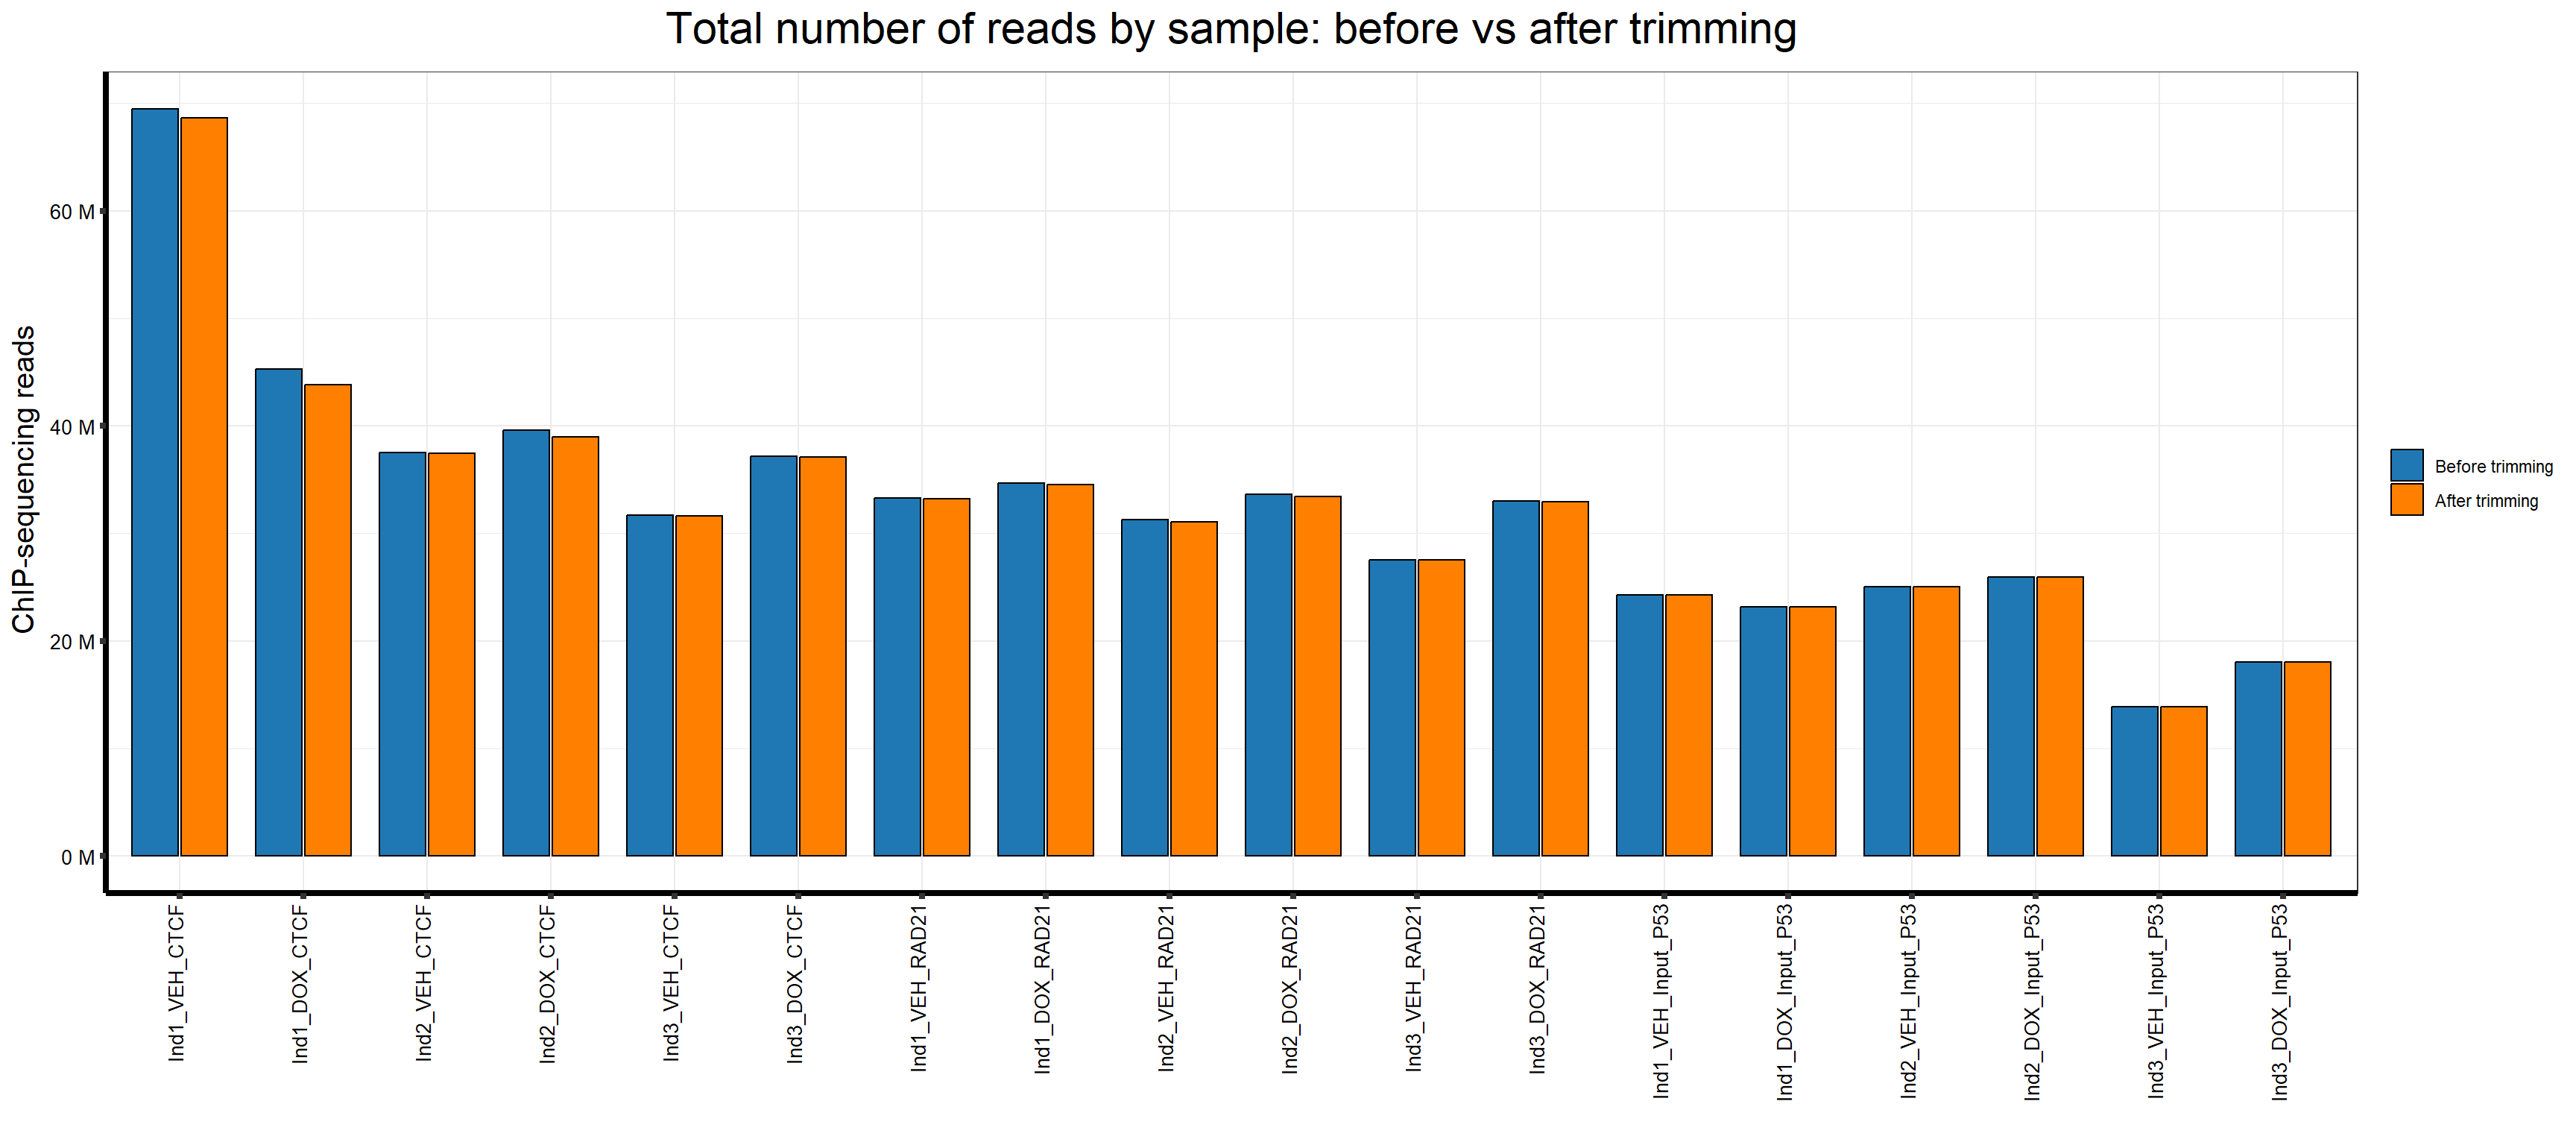 Total number of reads by sample: before vs after trimming
ChIP-sequencing reads
60 M
40 M
20 M
0 M
Ind1_VEH_CTCF
Ind1_DOX_CTCF
Ind2_VEH_CTCF
Ind2_DOX_CTCF
Ind3_VEH_CTCF
Ind3_DOX_CTCF
Ind1_VEH_RAD21
Ind1_DOX_RAD21
Ind2_VEH_RAD21
Ind2_DOX_RAD21
Ind3_VEH_RAD21
Ind3_DOX_RAD21
Ind1_VEH_Input_P53
Ind1_DOX_Input_P53
Ind2_VEH_Input_P53
Ind2_DOX_Input_P53
Ind3_VEH_Input_P53
Ind3_DOX_Input_P53
Before trimming
After trimming